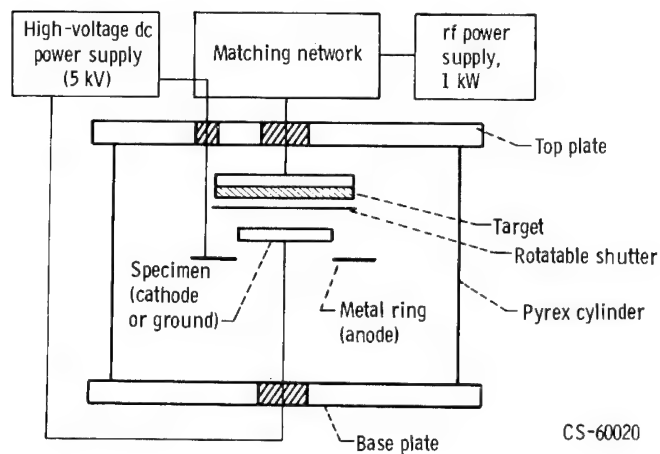 High-voltage dc
power supply
(5 kV)
Matching network
rf power
supply,
1 kW
Top plate
Target
Rotatable shutter
Specimen
(cathode
or ground)
Metal ring
(anode)
Pyrex cylinder
Base plate
CS-60020